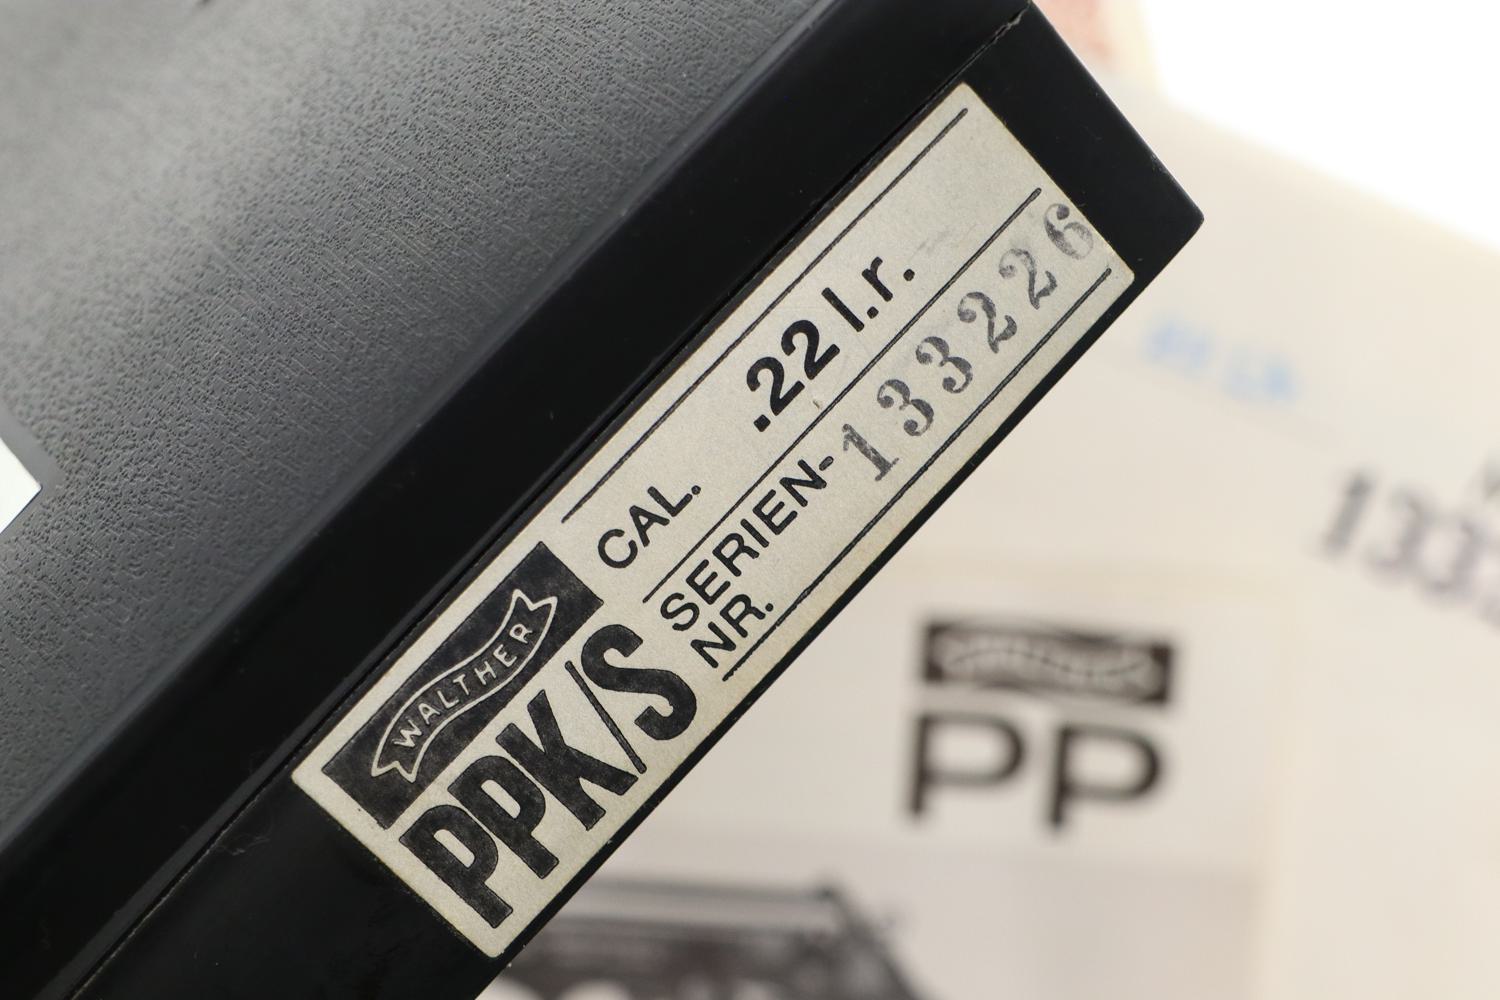 WALTHER
PPK/S
CAL. .22 l.r.
SERIEN- 133226
NR.
PP